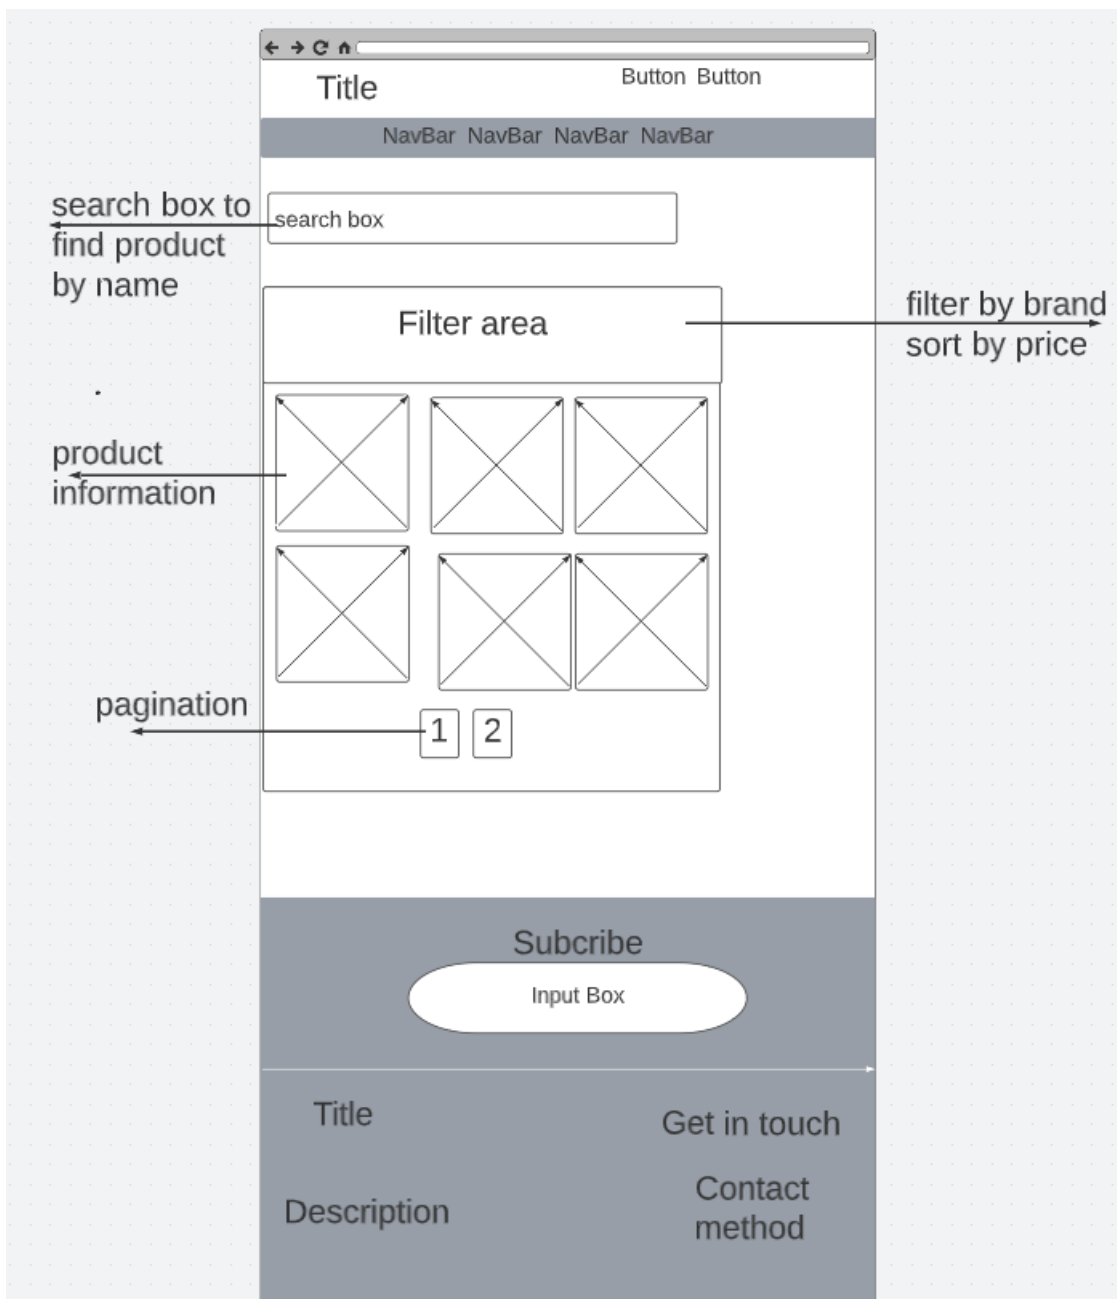 Title
Button Button
NavBar NavBar NavBar NavBar
search box to
find product
by name
search box
Filter area
filter by brand
sort by price
product
information
pagination
1 2
Subcribe
Input Box
Title
Get in touch
Description
Contact
method